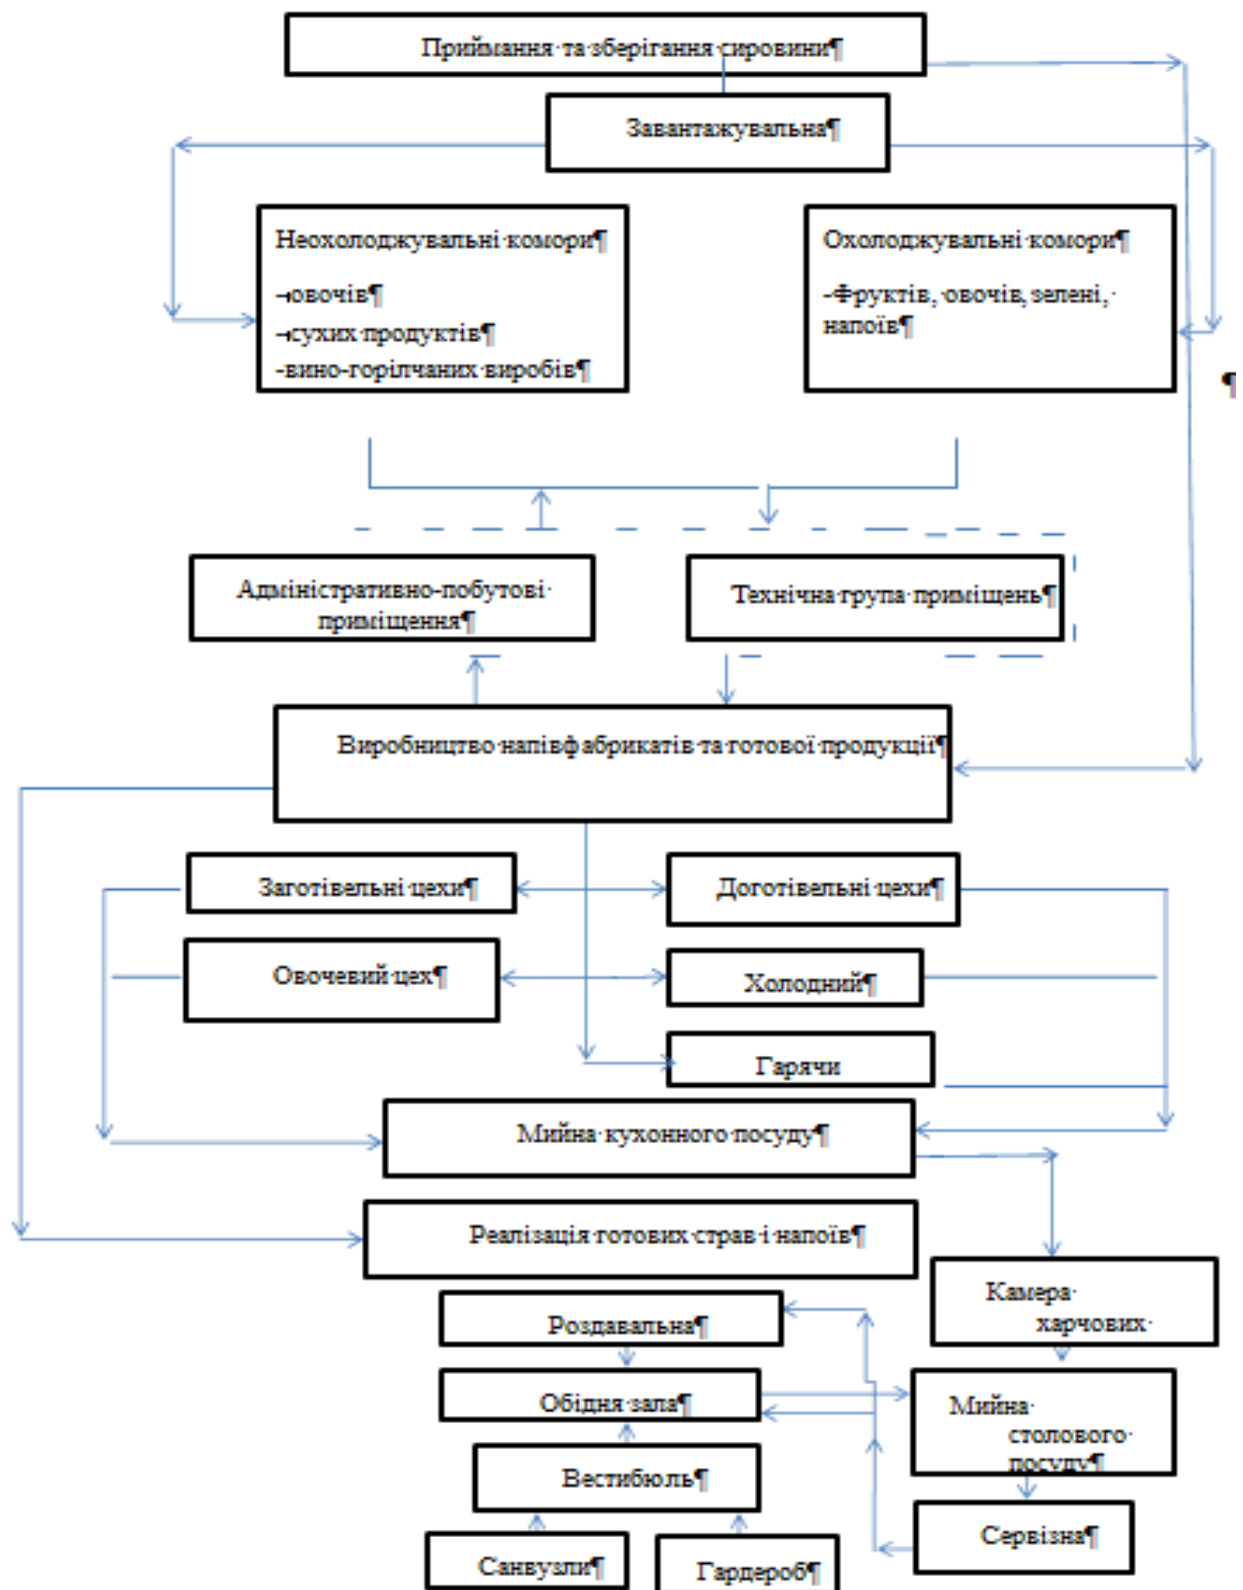 Приймання та зберігання сировини¶
Завантажувальна¶
Неохолоджувальні комори¶
-овочів¶
-сухих продуктів¶
-вино-горілчаних виробів¶
Охолоджувальні комори¶
-Фруктів, овочів, зелені,
напоїв¶
¶
Адміністративно-побутові
приміщення¶
Технічна група приміщень¶
Виробництво напівфабрикатів та готової продукції¶
Заготівельні цехи¶
Доготівельні цехи¶
Овочевий цех¶
Холодний¶
Гарячи
Мийна кухонного посуду¶
Реалізація готових страв і напоїв¶
Камера
харчових
Роздавальна¶
Обідня зала¶
Мийна
столового
посуду¶
Вестибюль¶
Сервізна¶
Санвузли¶
Гардероб¶